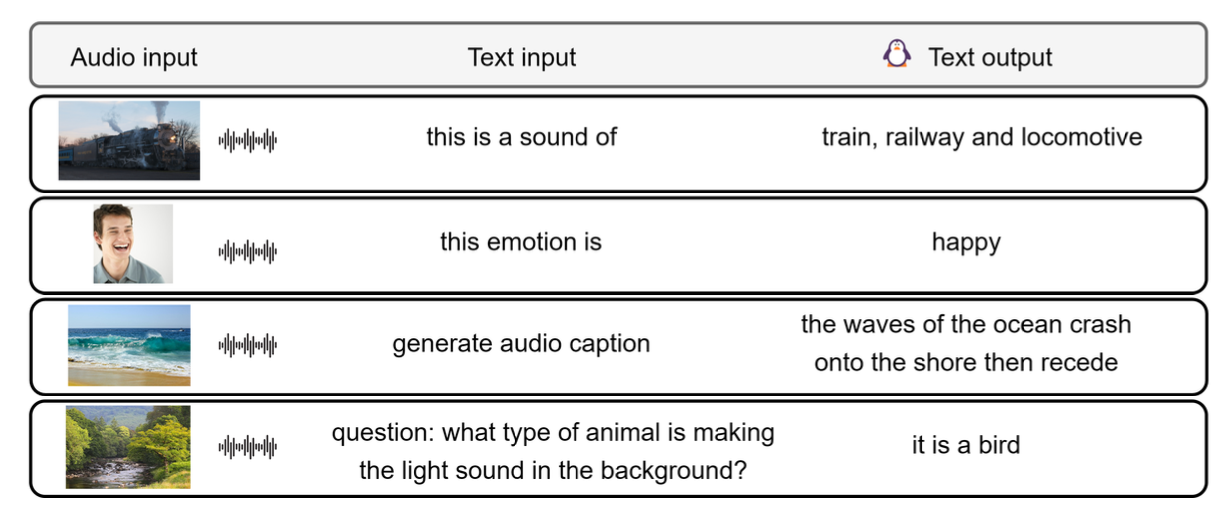 Audio input
Text input
Text output
this is a sound of
train, railway and locomotive
this emotion is
happy
generate audio caption
the waves of the ocean crash
onto the shore then recede
question: what type of animal is making
the light sound in the background?
it is a bird